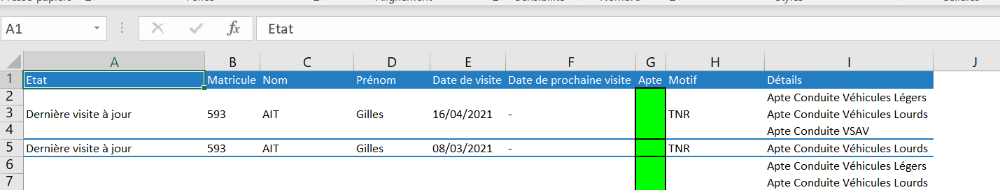 A1 fx Etat
A B C D E F G H I J
1 Etat Matricule Nom Prénom Date de visite Date de prochaine visite Apte Motif Détails
2 Apte Conduite Véhicules Légers
3 Dernière visite à jour 593 AIT Gilles 16/04/2021 - TNR Apte Conduite Véhicules Lourds
4 Apte Conduite VSAV
5 Dernière visite à jour 593 AIT Gilles 08/03/2021 - TNR Apte Conduite Véhicules Lourds
6 Apte Conduite Véhicules Légers
7 Apte Conduite Véhicules Lourds